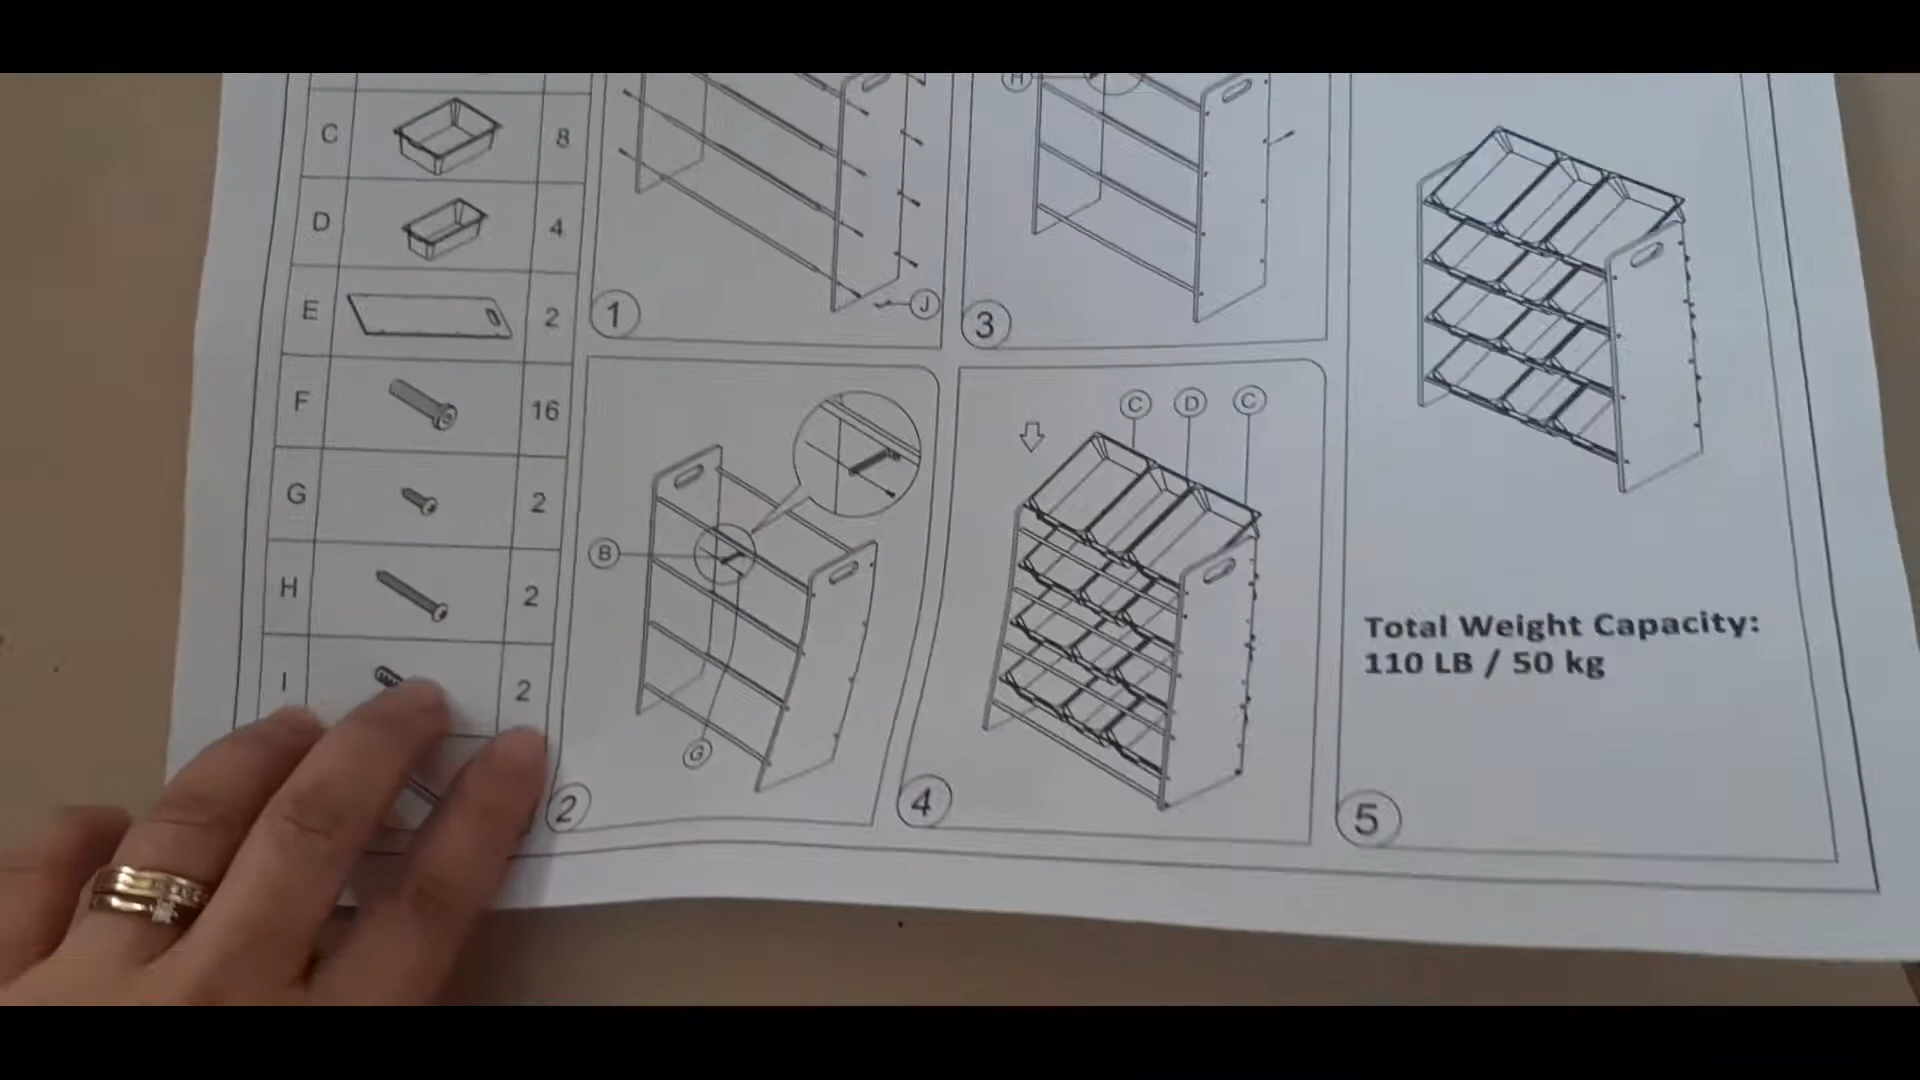 C 8
D 4
E 2
F 16
G 2
H 2
I 2
J
1
B
G
2
H
3
C D C
4
Total Weight Capacity:
110 LB / 50 kg
5